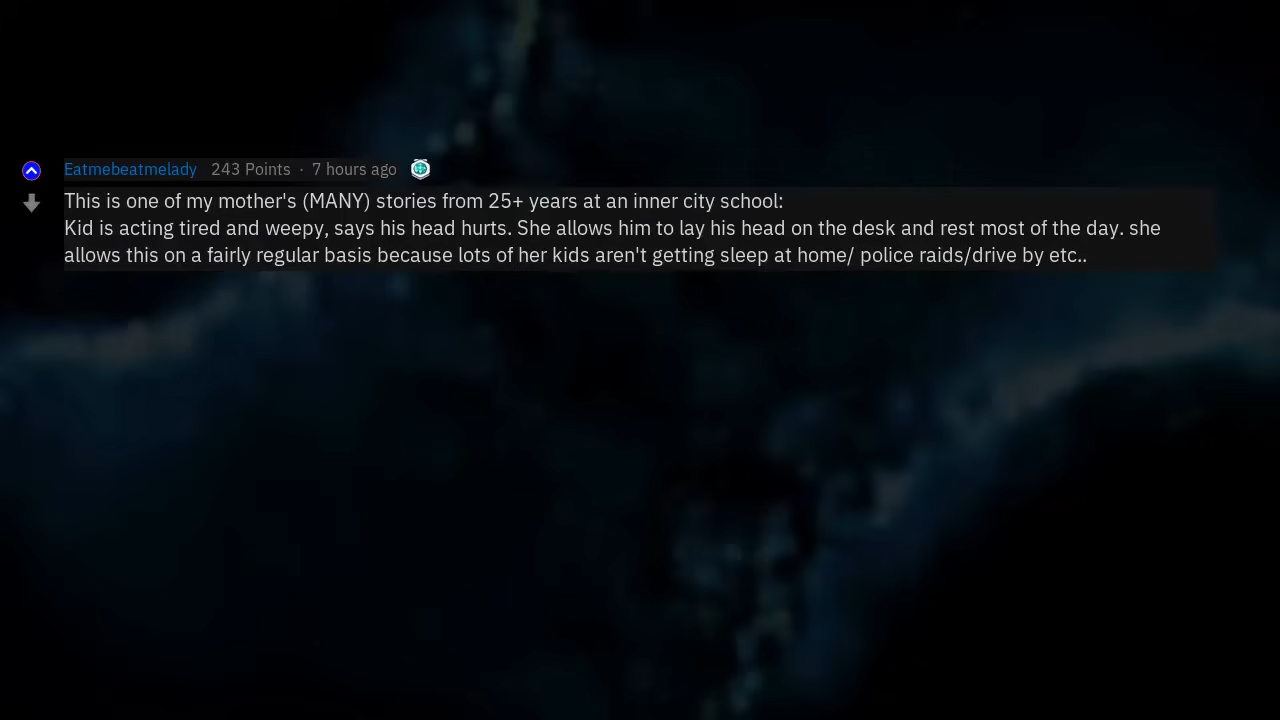 Eatmebeatmelady 243 Points · 7 hours ago
This is one of my mother's (MANY) stories from 25+ years at an inner city school:
Kid is acting tired and weepy, says his head hurts. She allows him to lay his head on the desk and rest most of the day. she
allows this on a fairly regular basis because lots of her kids aren't getting sleep at home/ police raids/drive by etc..